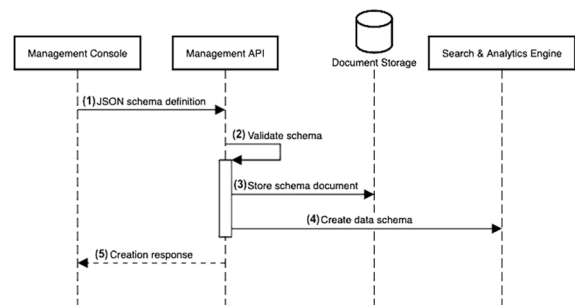 Management Console
Management API
Document Storage
Search & Analytics Engine
(1) JSON schema definition
(2) Validate schema
(3) Store schema document
(4) Create data schema
(5) Creation response